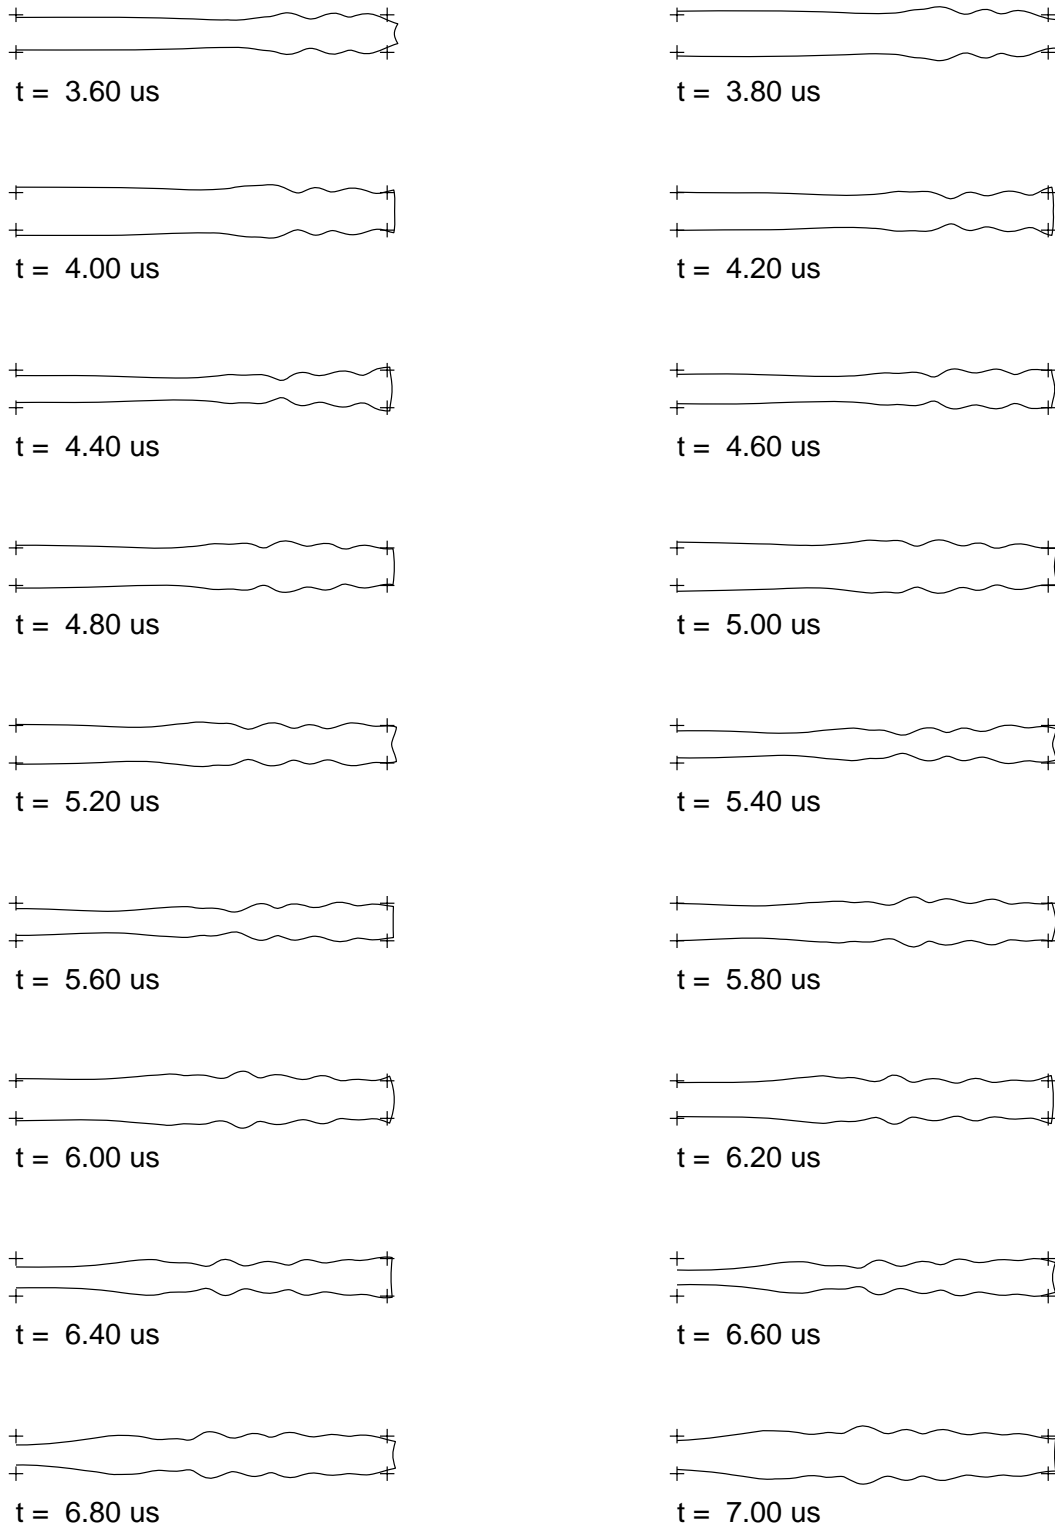 t = 3.60 us
t = 3.80 us
t = 4.00 us
t = 4.20 us
t = 4.40 us
t = 4.60 us
t = 4.80 us
t = 5.00 us
t = 5.20 us
t = 5.40 us
t = 5.60 us
t = 5.80 us
t = 6.00 us
t = 6.20 us
t = 6.40 us
t = 6.60 us
t = 6.80 us
t = 7.00 us